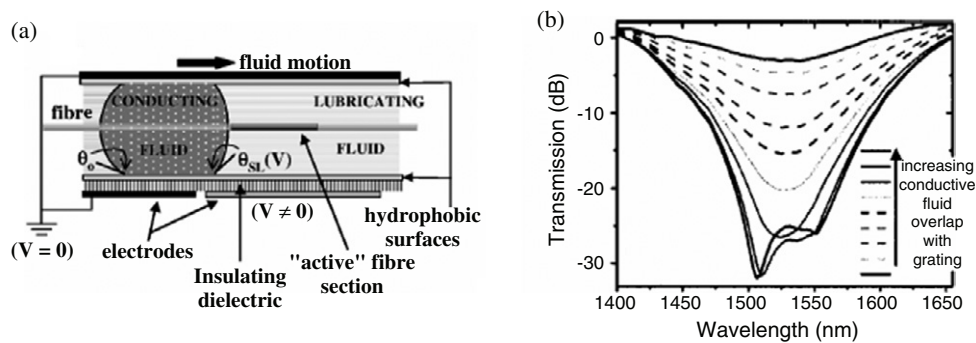 (a)
fluid motion
fibre
CONDUCTING
LUBRICATING
FLUID
FLUID
θo
θSL(V)
(V = 0)
electrodes
(V ≠ 0)
Insulating
dielectric
"active" fibre
section
hydrophobic
surfaces
(b)
Transmission (dB)
0
-10
-20
-30
increasing
conductive
fluid
overlap
with
grating
1400
1450
1500
1550
1600
1650
Wavelength (nm)